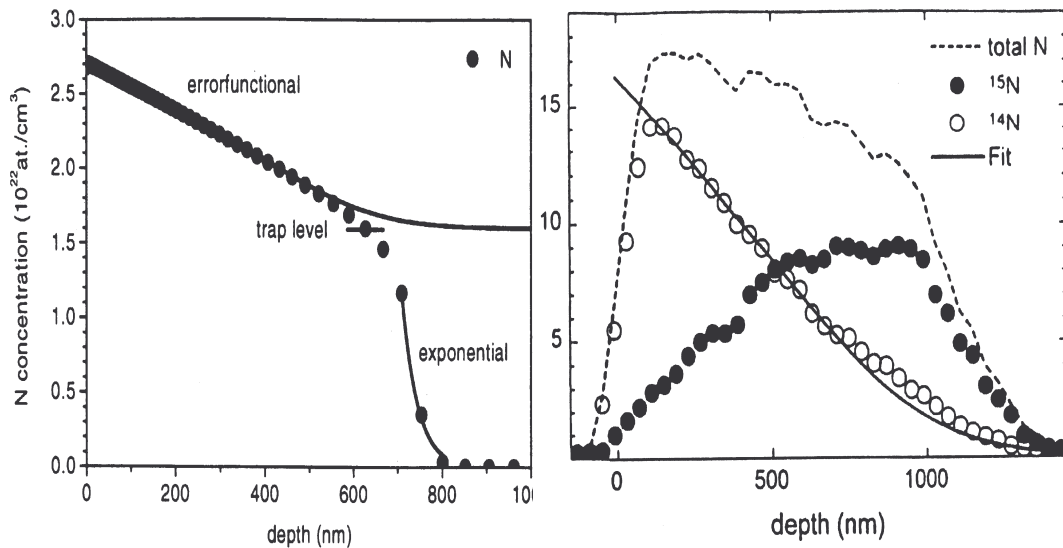 3.0
2.5
2.0
1.5
1.0
0.5
0.0
N concentration (10²²at./cm³)
N
errorfunctional
trap level
exponential
0
200
400
600
800
10
depth (nm)
total N
¹⁵N
¹⁴N
Fit
15
10
5
0
500
1000
depth (nm)